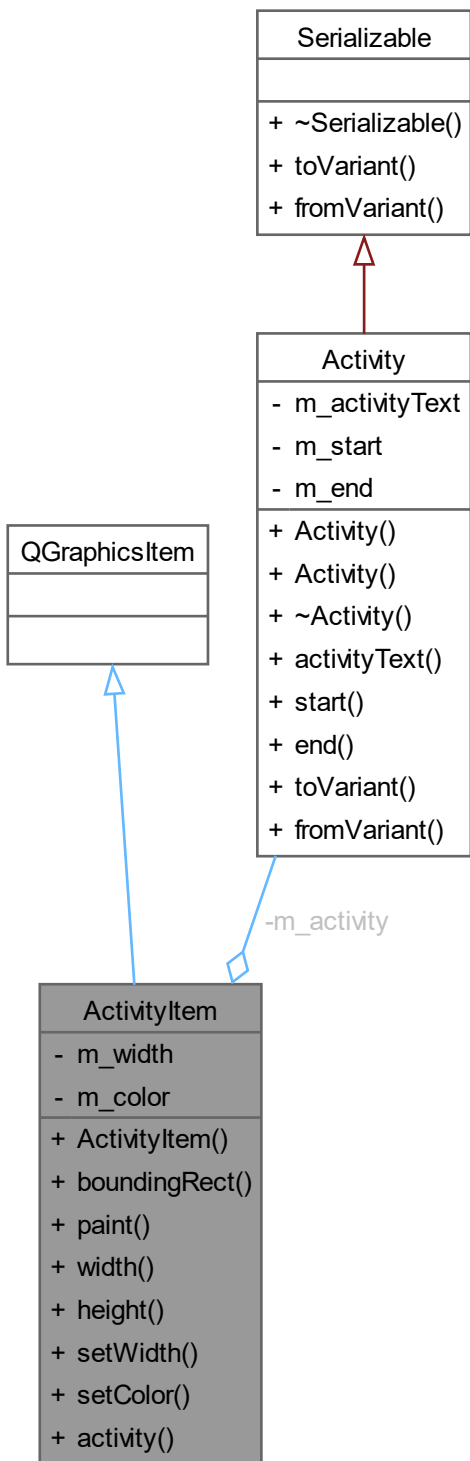 Serializable
+ ~Serializable()
+ toVariant()
+ fromVariant()
Activity
- m_activityText
- m_start
- m_end
+ Activity()
+ Activity()
+ ~Activity()
+ activityText()
+ start()
+ end()
+ toVariant()
+ fromVariant()
QGraphicsItem
-m_activity
ActivityItem
- m_width
- m_color
+ ActivityItem()
+ boundingRect()
+ paint()
+ width()
+ height()
+ setWidth()
+ setColor()
+ activity()